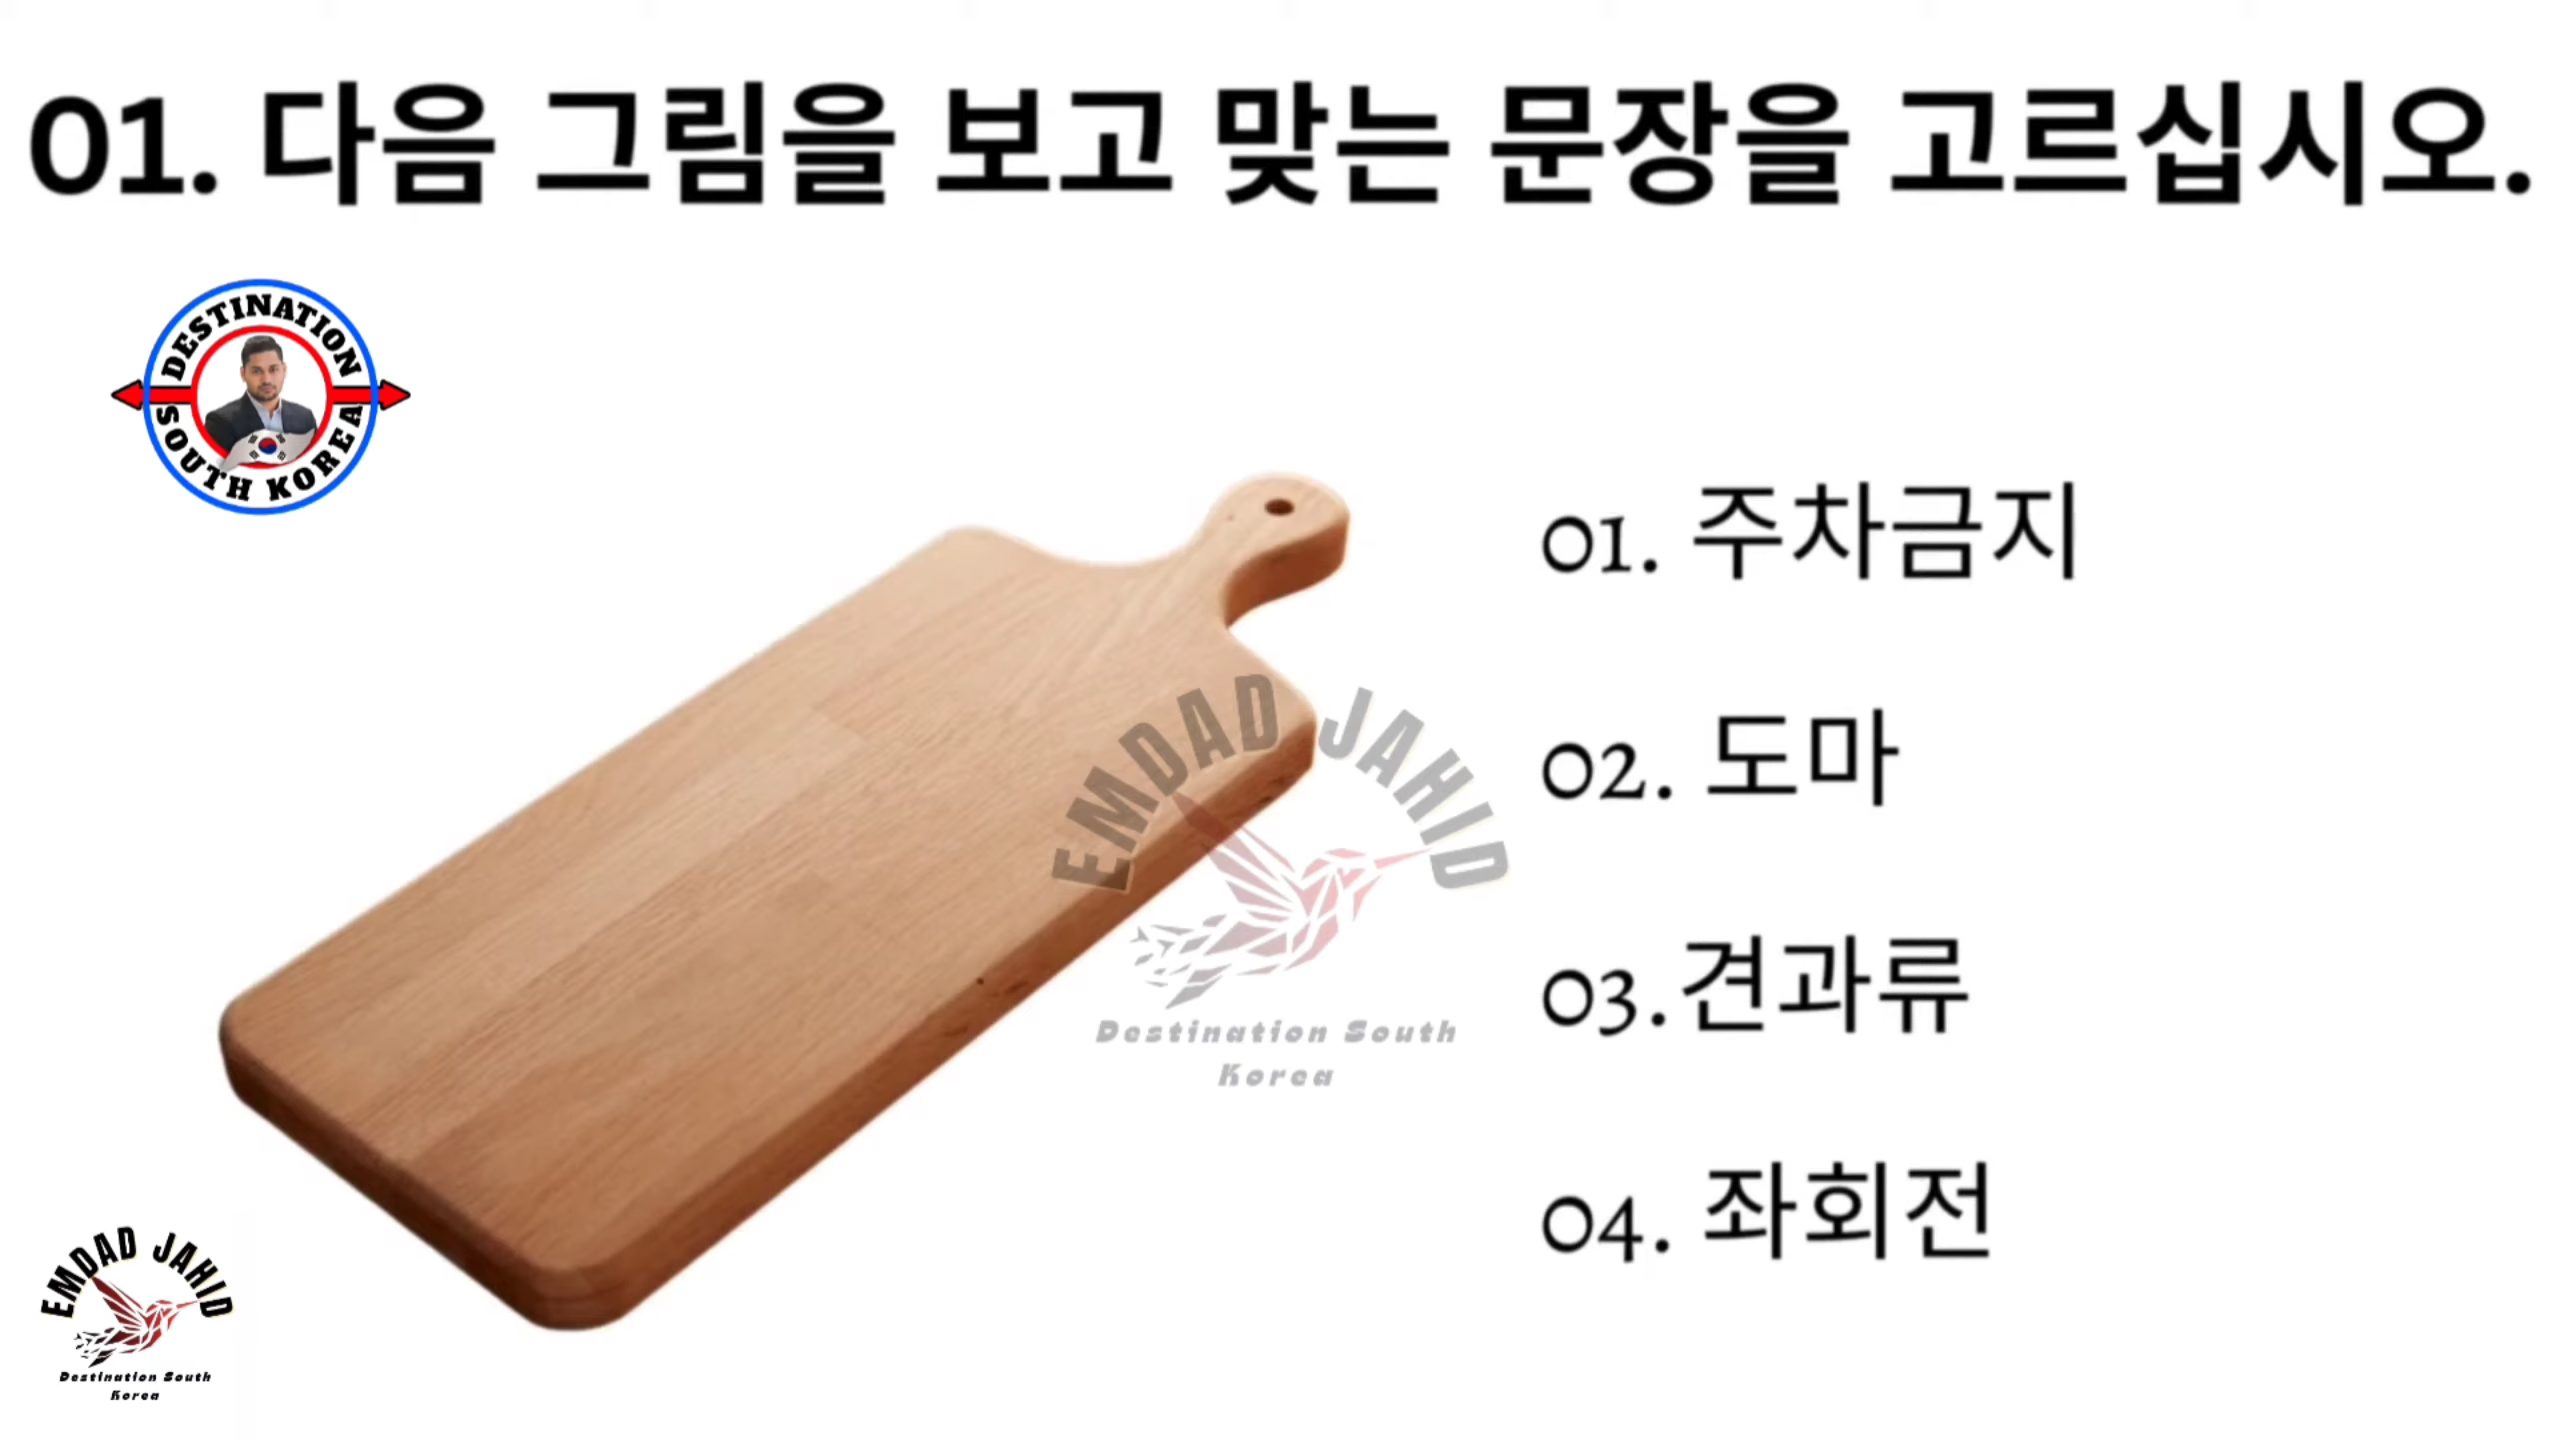 01. 다음 그림을 보고 맞는 문장을 고르십시오.
DESTINATION
SOUTH KOREA
01. 주차금지
02. 도마
03.견과류
04. 좌회전
EMDAD JAHID
Destination South
Korea
EMDAD JAHID
Destination South
Korea